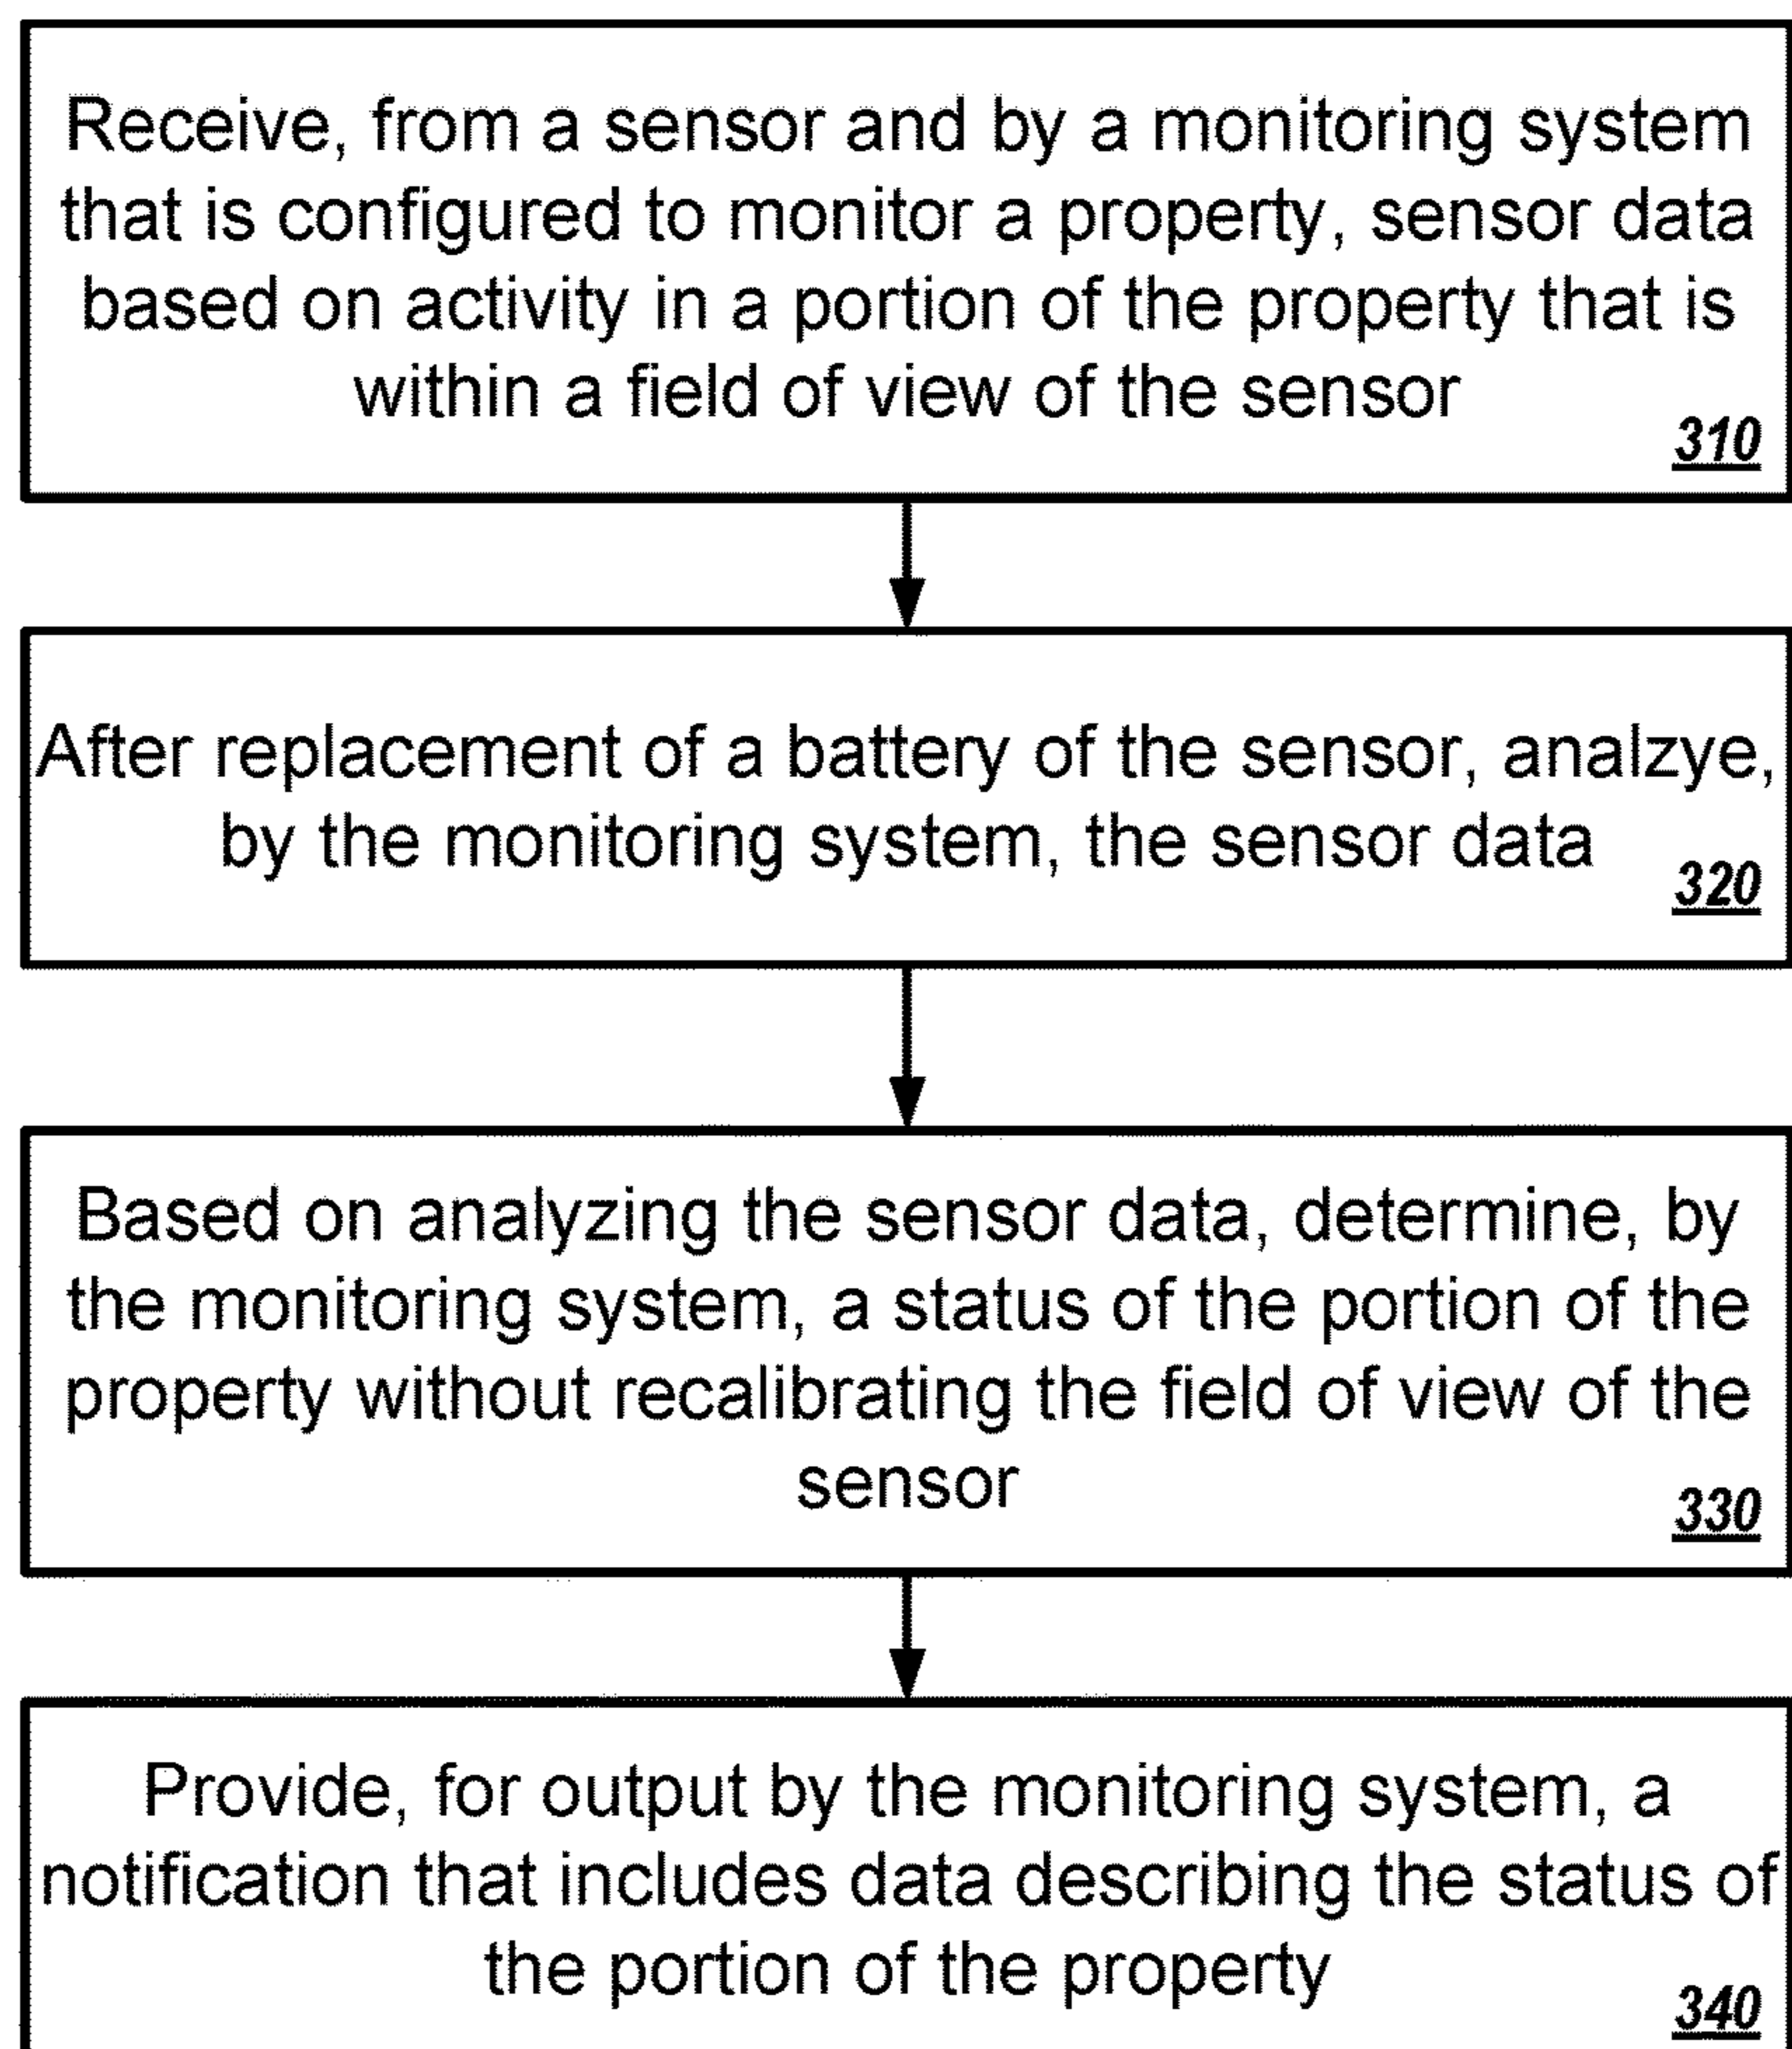 Receive, from a sensor and by a monitoring system
that is configured to monitor a property, sensor data
based on activity in a portion of the property that is
within a field of view of the sensor
310
After replacement of a battery of the sensor, analzye,
by the monitoring system, the sensor data
320
Based on analyzing the sensor data, determine, by
the monitoring system, a status of the portion of the
property without recalibrating the field of view of the
sensor
330
Provide, for output by the monitoring system, a
notification that includes data describing the status of
the portion of the property
340